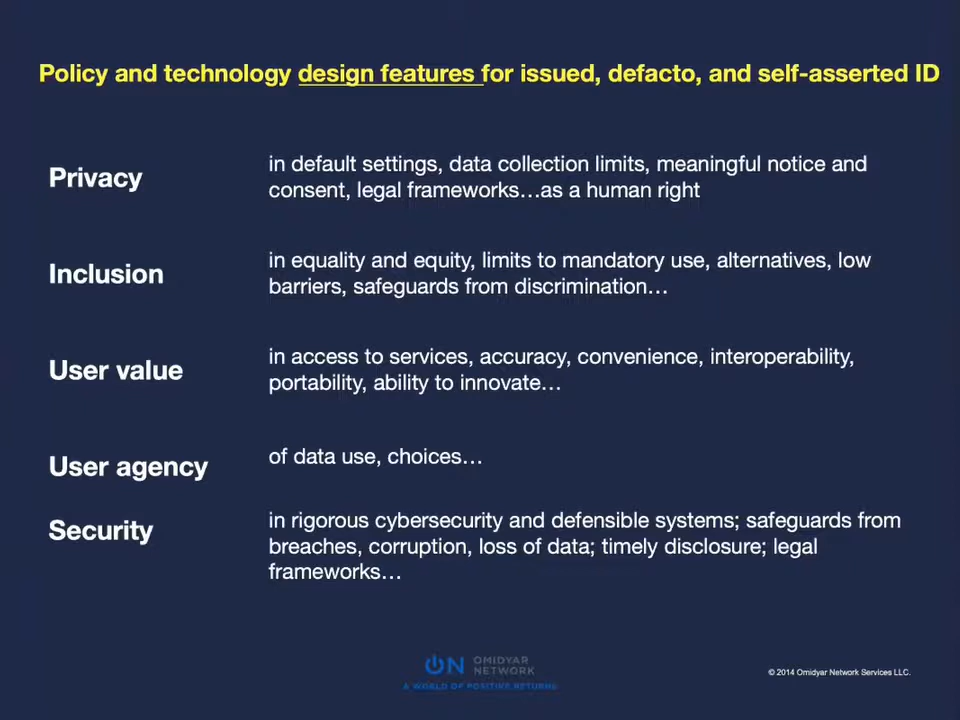 Policy and technology design features for issued, defacto, and self-asserted ID
Privacy
in default settings, data collection limits, meaningful notice and
consent, legal frameworks…as a human right
Inclusion
in equality and equity, limits to mandatory use, alternatives, low
barriers, safeguards from discrimination…
User value
in access to services, accuracy, convenience, interoperability,
portability, ability to innovate…
User agency
of data use, choices…
Security
in rigorous cybersecurity and defensible systems; safeguards from
breaches, corruption, loss of data; timely disclosure; legal
frameworks…
ON OMIDYAR
NETWORK
A WORLD OF POSITIVE RETURNS
© 2014 Omidyar Network Services LLC.